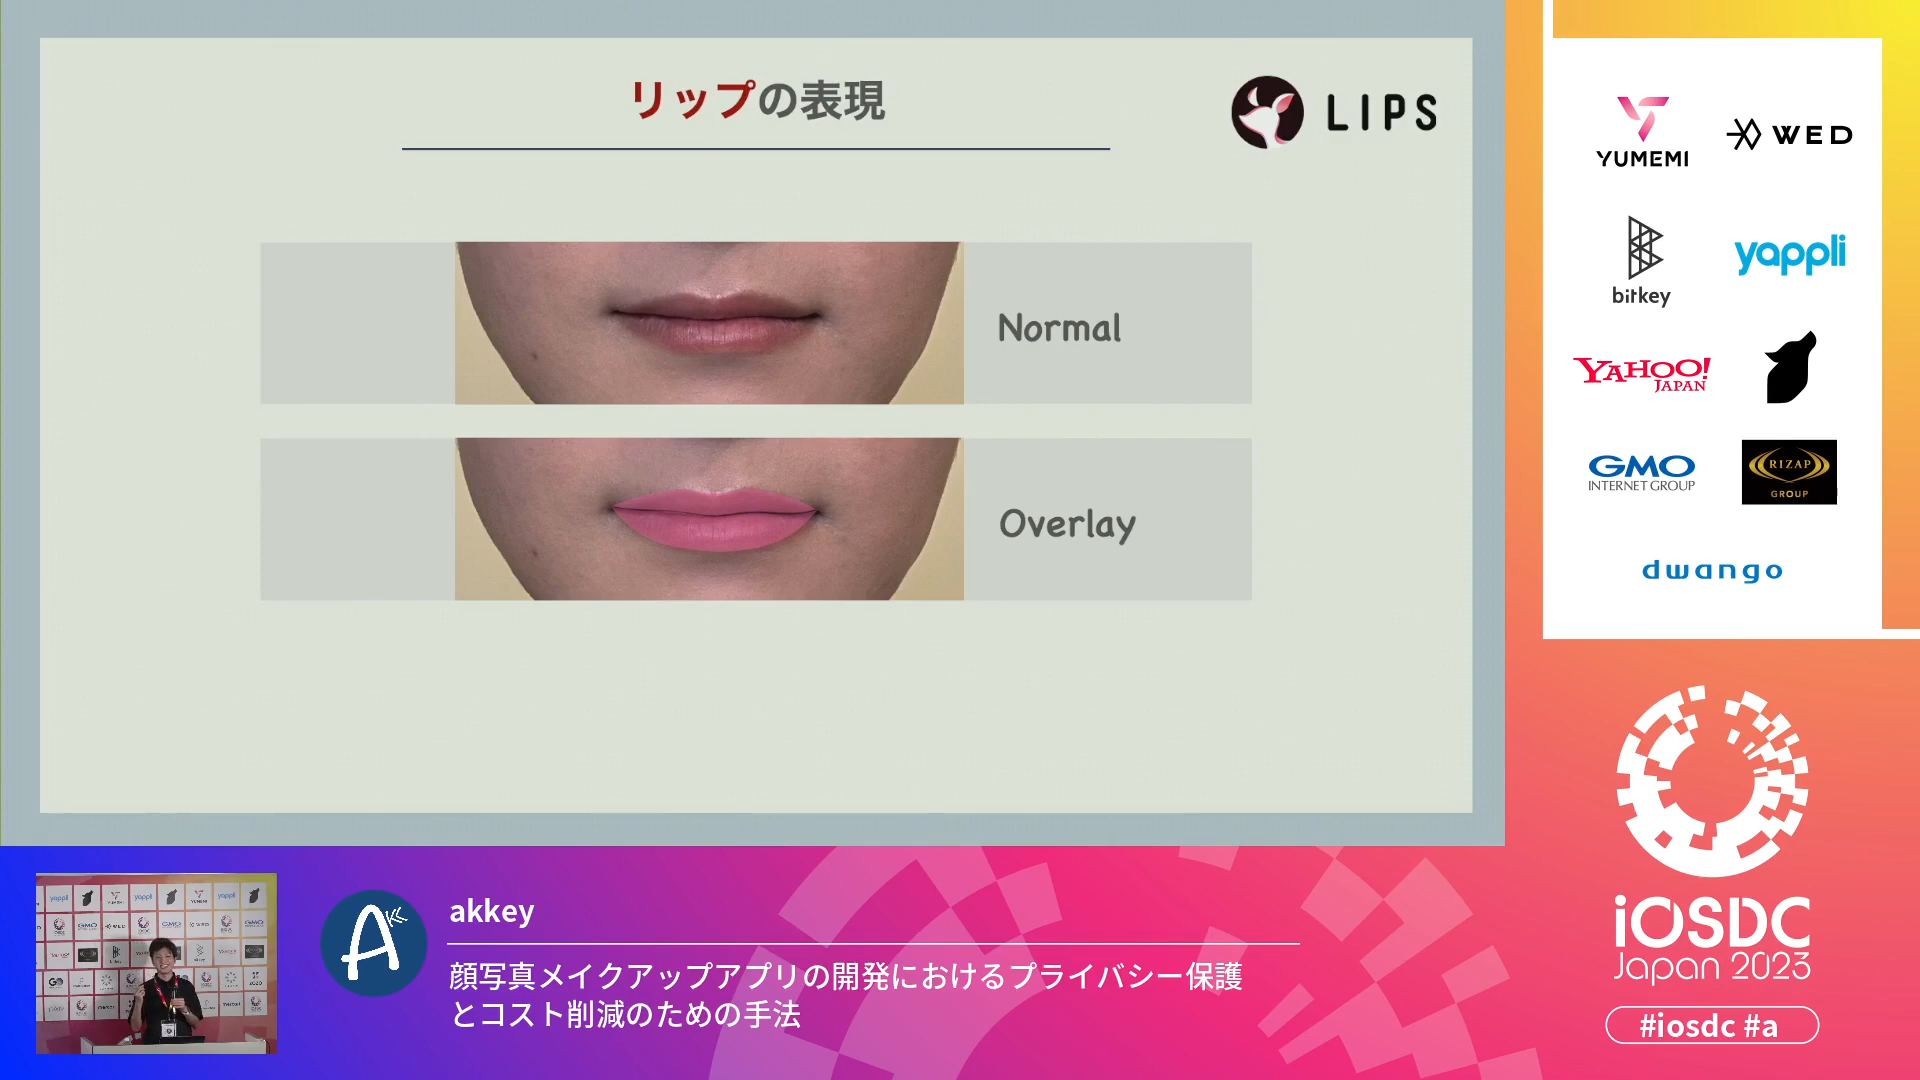 リップの表現
LIPS
Normal
Overlay
YUMEMI
WED
bitkey
yappli
YAHOO!
JAPAN
GMO
INTERNET GROUP
RIZAP
GROUP
dwango
iOSDC
Japan 2023
#iosdc #a
akkey
顔写真メイクアップアプリの開発におけるプライバシー保護
とコスト削減のための手法